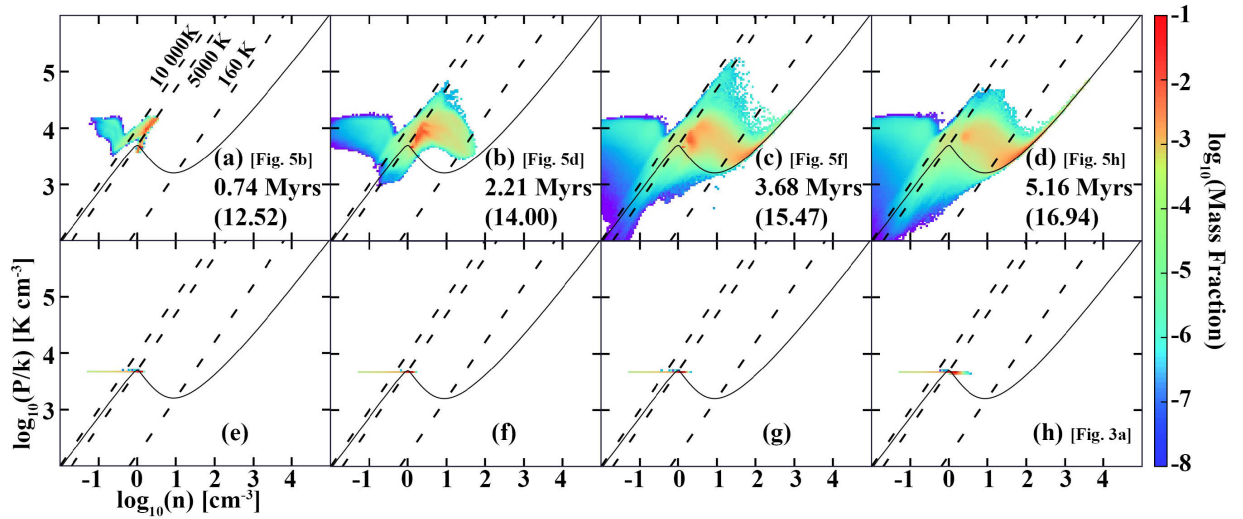 10 000K
5000 K
160 K
(a) [Fig. 5b]
0.74 Myrs
(12.52)
(b) [Fig. 5d]
2.21 Myrs
(14.00)
(c) [Fig. 5f]
3.68 Myrs
(15.47)
(d) [Fig. 5h]
5.16 Myrs
(16.94)
5
4
3
(e)
(f)
(g)
(h) [Fig. 3a]
5
4
3
-1 0 1 2 3 4
-1 0 1 2 3 4
-1 0 1 2 3 4
-1 0 1 2 3 4
log10(n) [cm-3]
log10(P/k) [K cm-3]
-1
-2
-3
-4
-5
-6
-7
-8
log10(Mass Fraction)